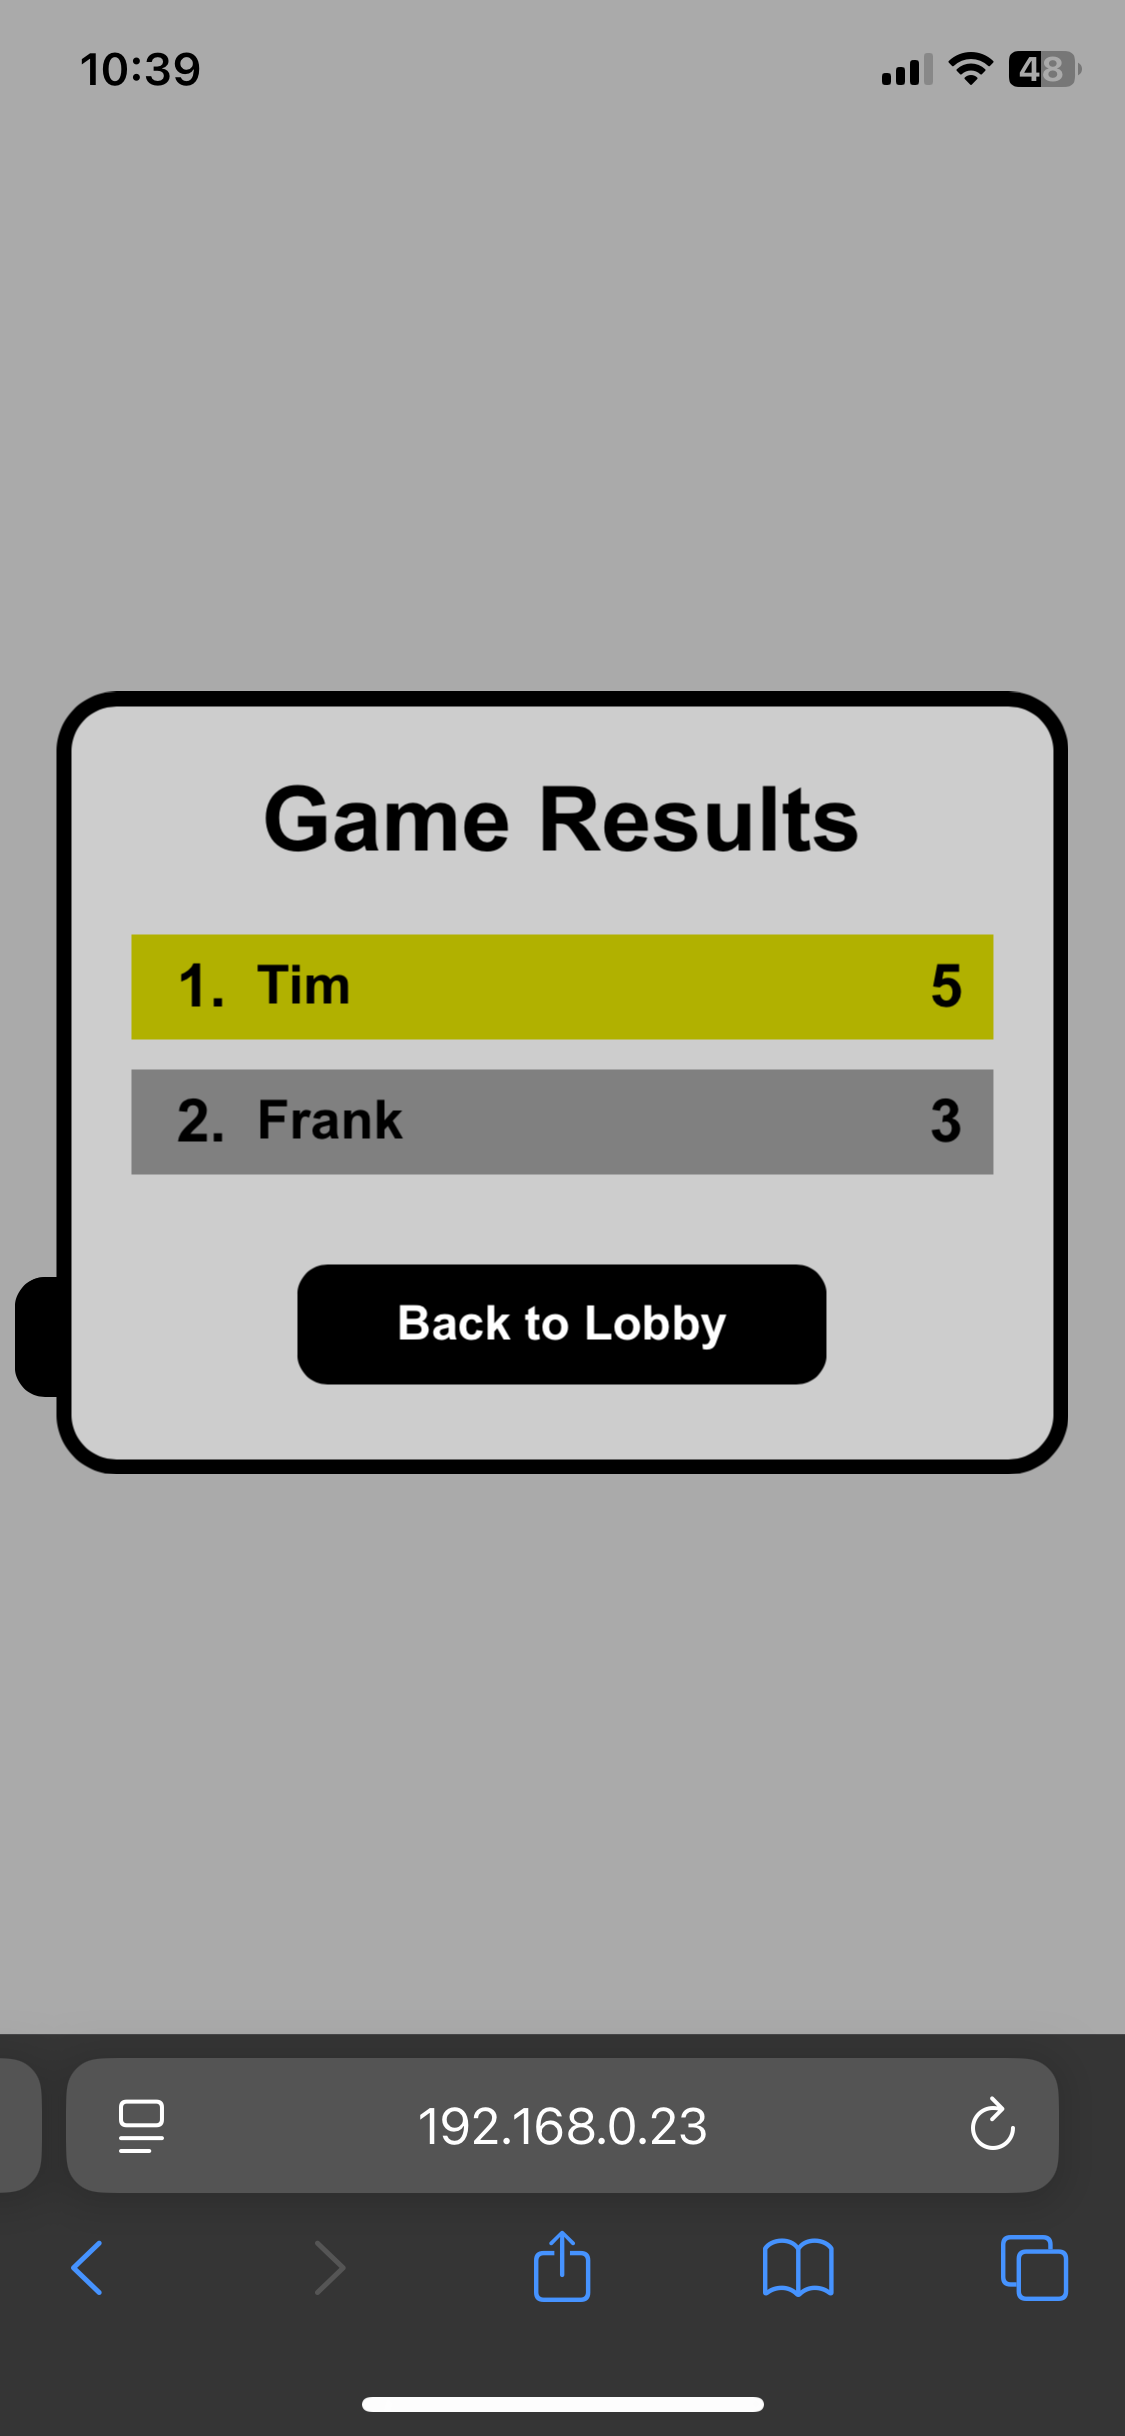 10:39
48
Game Results
1. Tim 5
2. Frank 3
Back to Lobby
192.168.0.23